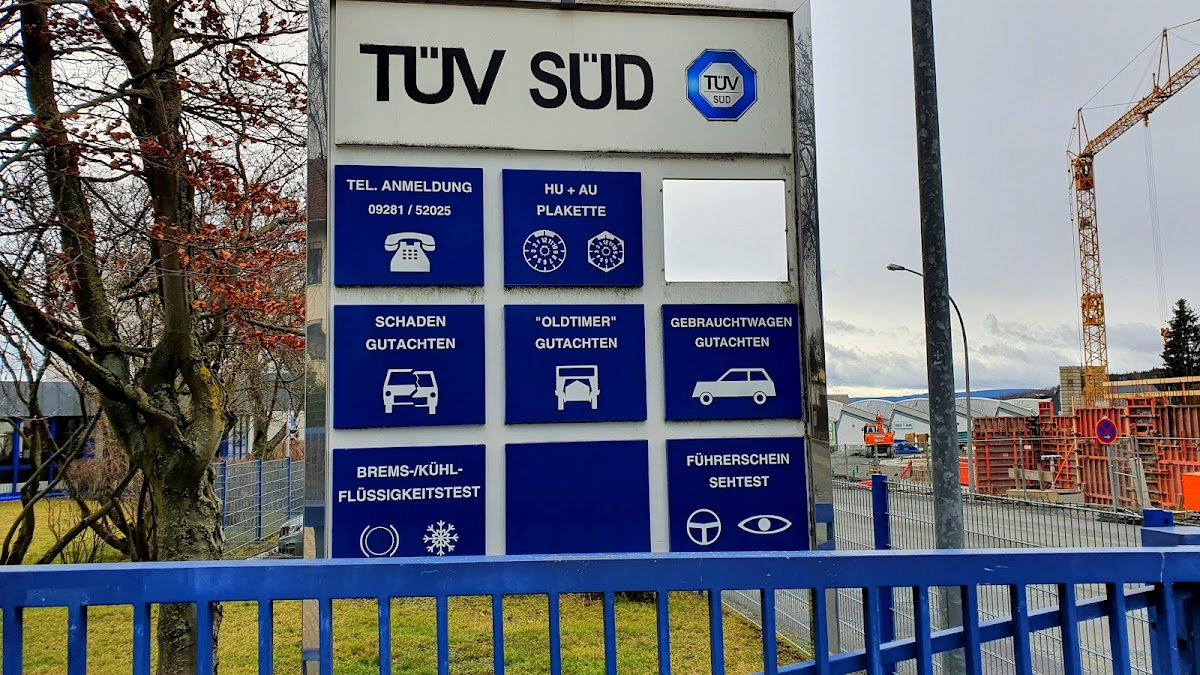 TÜV SÜD
TÜV
SÜD
TEL. ANMELDUNG
09281 / 52025
HU + AU
PLAKETTE
SCHADEN
GUTACHTEN
"OLDTIMER"
GUTACHTEN
GEBRAUCHTWAGEN
GUTACHTEN
BREMS-/KÜHL-
FLÜSSIGKEITSTEST
FÜHRERSCHEIN
SEHTEST